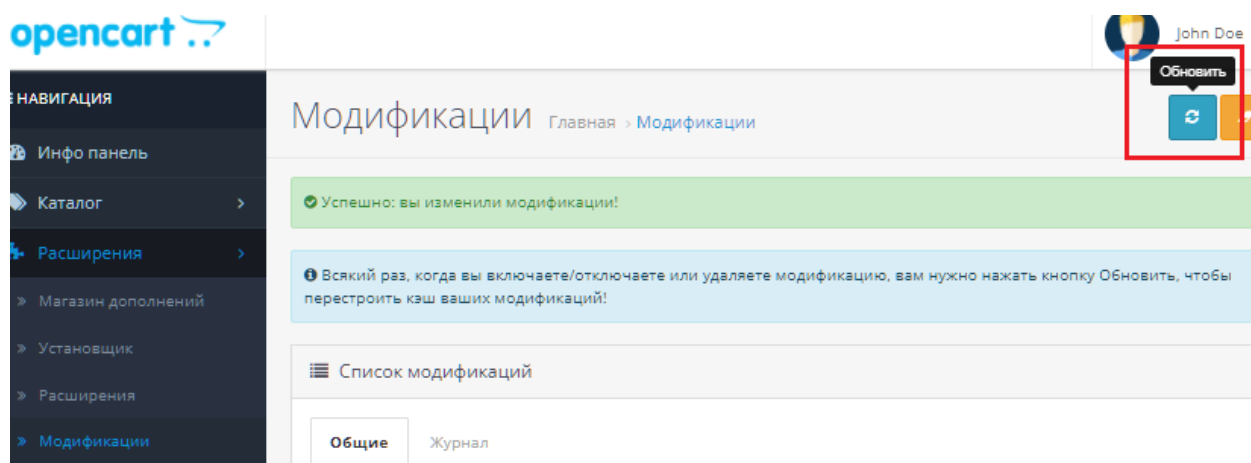 opencart
John Doe
Обновить
НАВИГАЦИЯ
Модификации Главная › Модификации
Инфо панель
Каталог
Успешно: вы изменили модификации!
Расширения
Всякий раз, когда вы включаете/отключаете или удаляете модификацию, вам нужно нажать кнопку Обновить, чтобы
перестроить кэш ваших модификаций!
» Магазин дополнений
» Установщик
Список модификаций
» Расширения
» Модификации
Общие Журнал